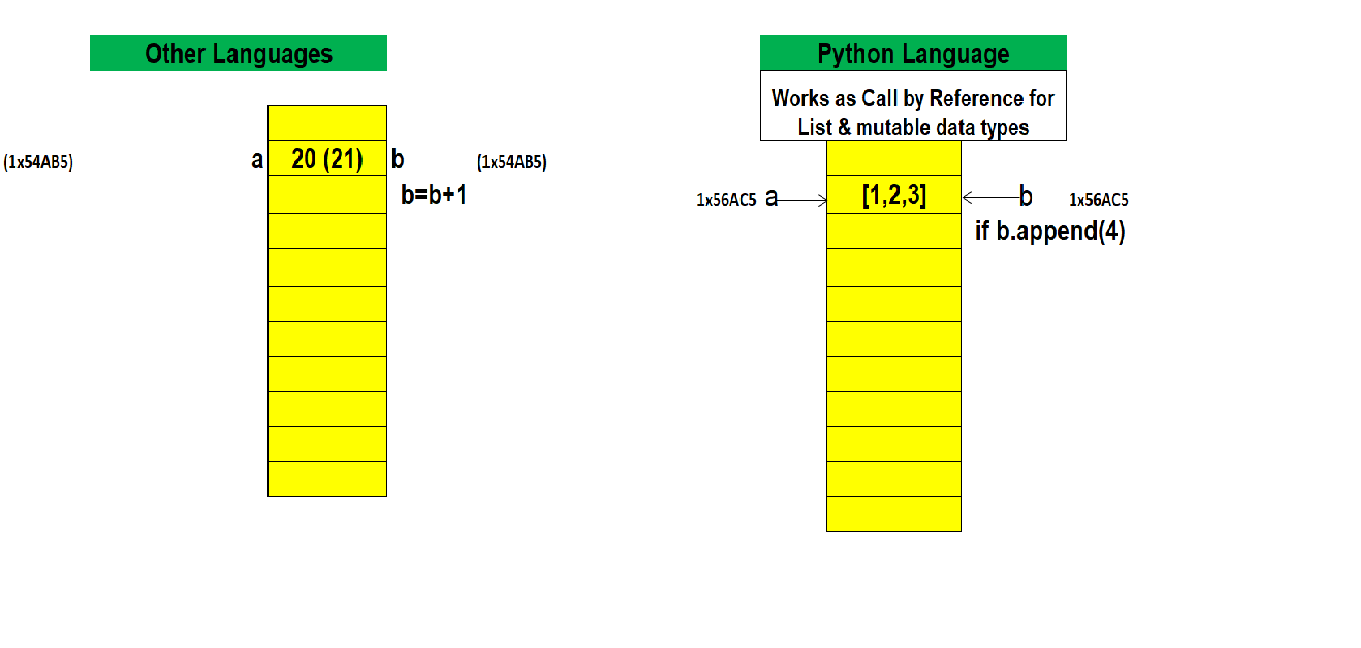 Other Languages
(1x54AB5) a 20 (21) b (1x54AB5)
b=b+1
Python Language
Works as Call by Reference for
List & mutable data types
1x56AC5 a [1,2,3] b 1x56AC5
if b.append(4)